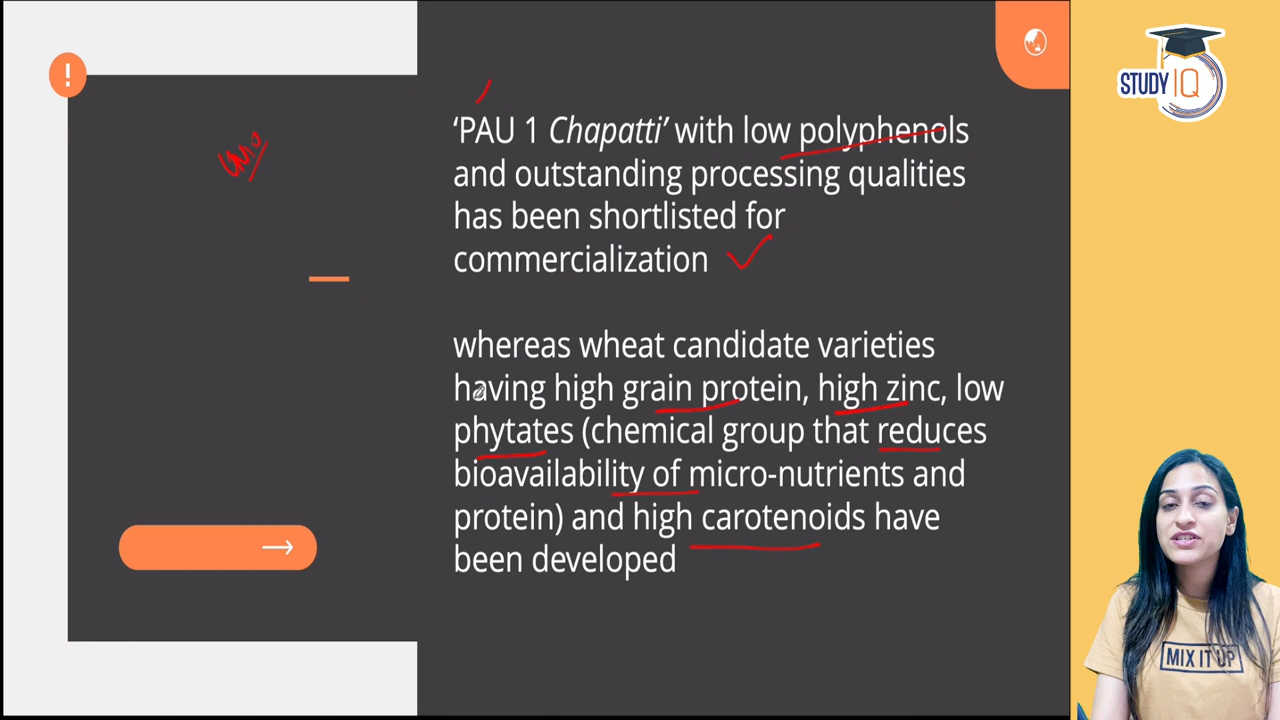 !
STUDY IQ
‘PAU 1 Chapatti’ with low polyphenols
and outstanding processing qualities
has been shortlisted for
commercialization
whereas wheat candidate varieties
having high grain protein, high zinc, low
phytates (chemical group that reduces
bioavailability of micro-nutrients and
protein) and high carotenoids have
been developed
MIX IT UP